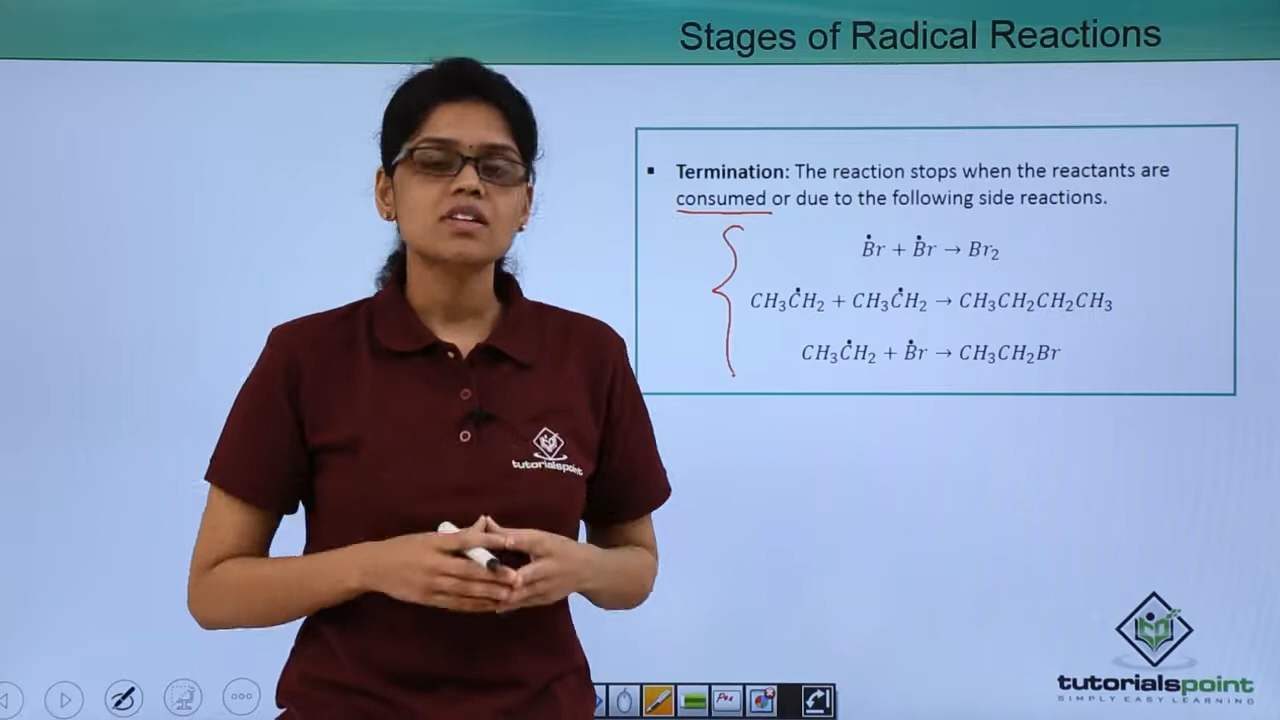 Stages of Radical Reactions
▪ Termination: The reaction stops when the reactants are
consumed or due to the following side reactions.
Ḃr + Ḃr → Br₂
CH₃ĊH₂ + CH₃ĊH₂ → CH₃CH₂CH₂CH₃
CH₃ĊH₂ + Ḃr → CH₃CH₂Br
tutorialspoint
Pen
tutorialspoint
SIMPLY EASY LEARNING